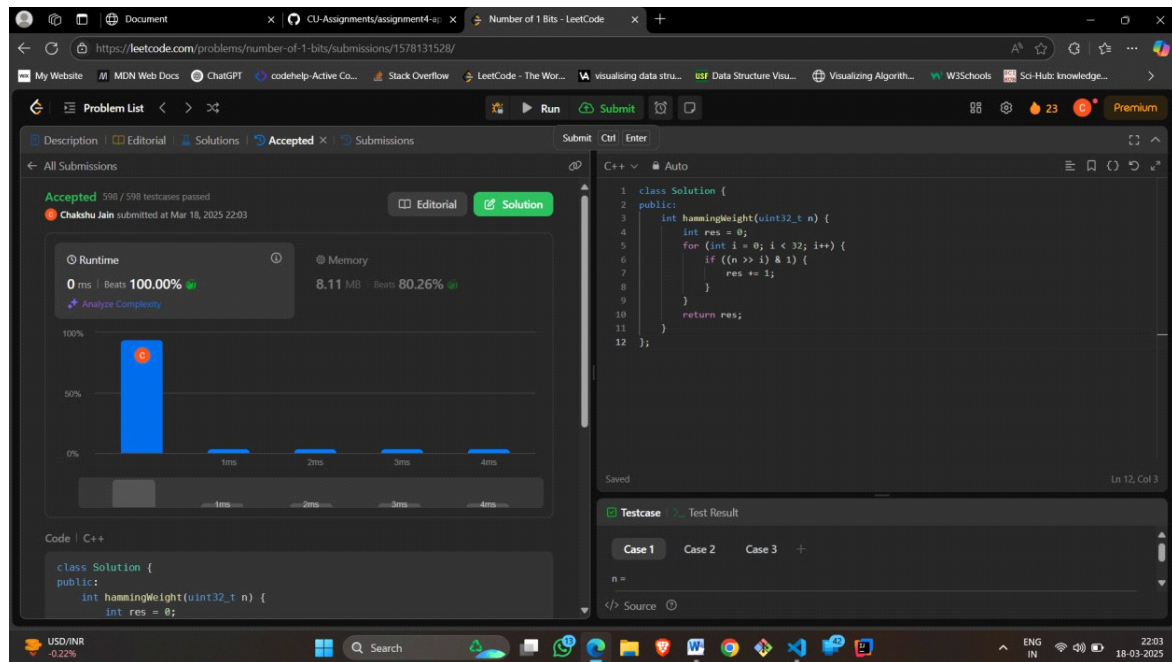 Document
CU-Assignments/assignment4-ap
Number of 1 Bits - LeetCode
https://leetcode.com/problems/number-of-1-bits/submissions/1578131528/
My Website
MDN Web Docs
ChatGPT
codehelp-Active Co...
Stack Overflow
LeetCode - The Wor...
visualising data stru...
USF Data Structure Visu...
Visualizing Algorith...
W3Schools
Sci-Hub: knowledge...
Problem List
Run
Submit
23
Premium
Description
Editorial
Solutions
Accepted
Submissions
Submit Ctrl Enter
All Submissions
C++
Auto
Accepted 598 / 598 testcases passed
Chakshu Jain submitted at Mar 18, 2025 22:03
Editorial
Solution
Runtime
0 ms | Beats 100.00%
Analyze Complexity
Memory
8.11 MB | Beats 80.26%
100%
50%
0%
1ms 2ms 3ms 4ms
1ms 2ms 3ms 4ms
Code | C++
class Solution {
public:
int hammingWeight(uint32_t n) {
int res = 0;
1 class Solution {
2 public:
3 int hammingWeight(uint32_t n) {
4 int res = 0;
5 for (int i = 0; i < 32; i++) {
6 if ((n >> i) & 1) {
7 res += 1;
8 }
9 }
10 return res;
11 }
12 };
Saved
Ln 12, Col 3
Testcase
Test Result
Case 1 Case 2 Case 3 +
n =
</> Source
USD/INR
-0.22%
Search
13
42
ENG
IN
22:03
18-03-2025